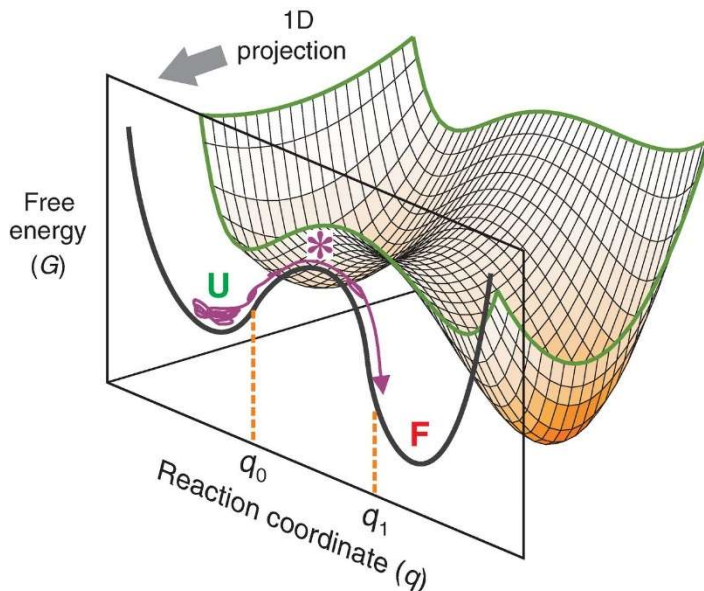 1D
projection
Free
energy
(G)
U
*
F
q₀
q₁
Reaction coordinate (q)